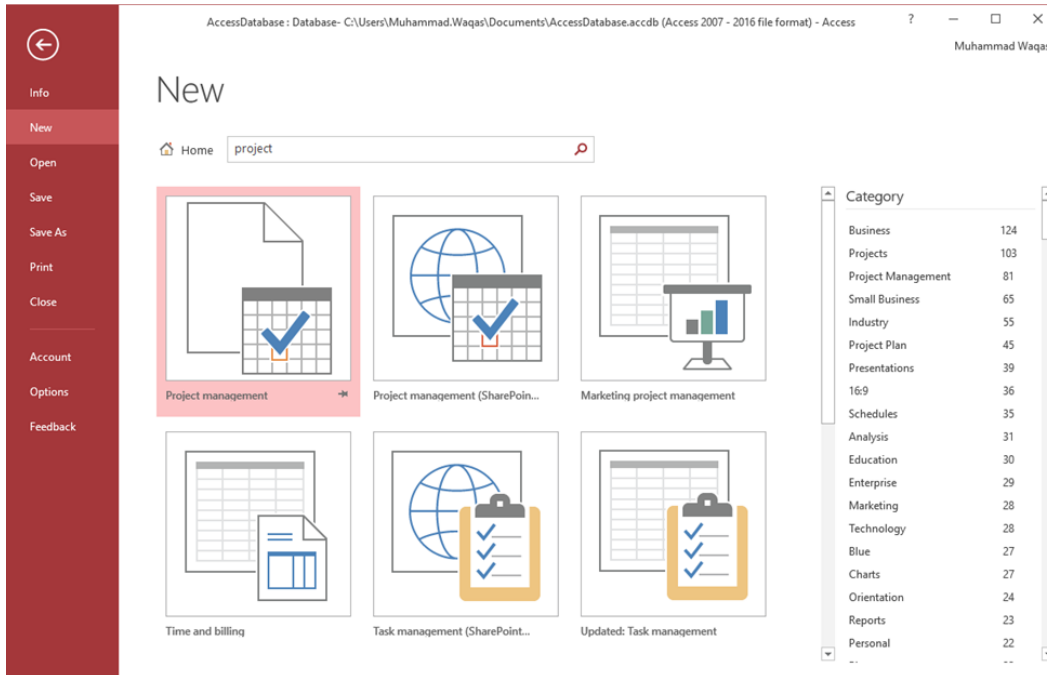 AccessDatabase : Database- C:\Users\Muhammad.Waqas\Documents\AccessDatabase.accdb (Access 2007 - 2016 file format) - Access
?
Muhammad Waqas
Info
New
Open
Save
Save As
Print
Close
Account
Options
Feedback
New
Home
project
Project management
Project management (SharePoin...
Marketing project management
Time and billing
Task management (SharePoint...
Updated: Task management
Category
Business 124
Projects 103
Project Management 81
Small Business 65
Industry 55
Project Plan 45
Presentations 39
16:9 36
Schedules 35
Analysis 31
Education 30
Enterprise 29
Marketing 28
Technology 28
Blue 27
Charts 27
Orientation 24
Reports 23
Personal 22